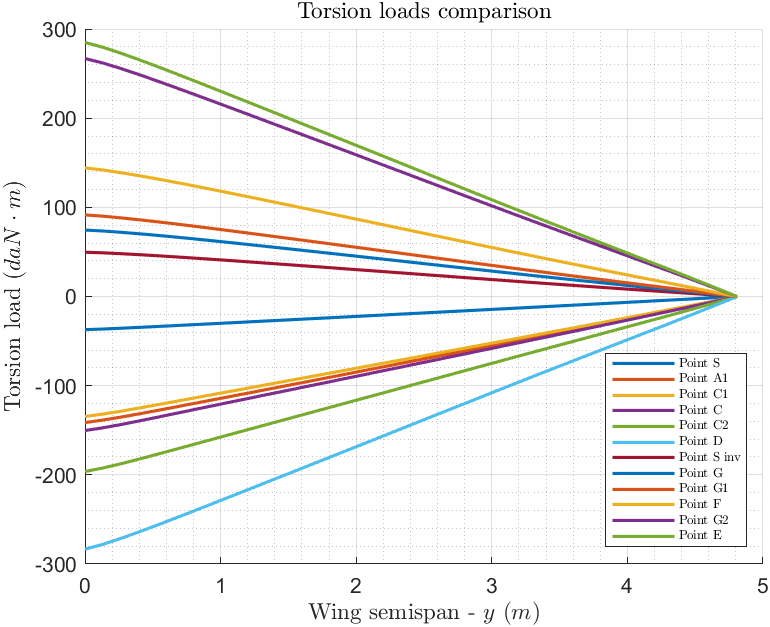 Torsion loads comparison
300
200
100
0
-100
-200
-300
Torsion load (daN · m)
0 1 2 3 4 5
Wing semispan - y (m)
Point S
Point A1
Point C1
Point C
Point C2
Point D
Point S inv
Point G
Point G1
Point F
Point G2
Point E